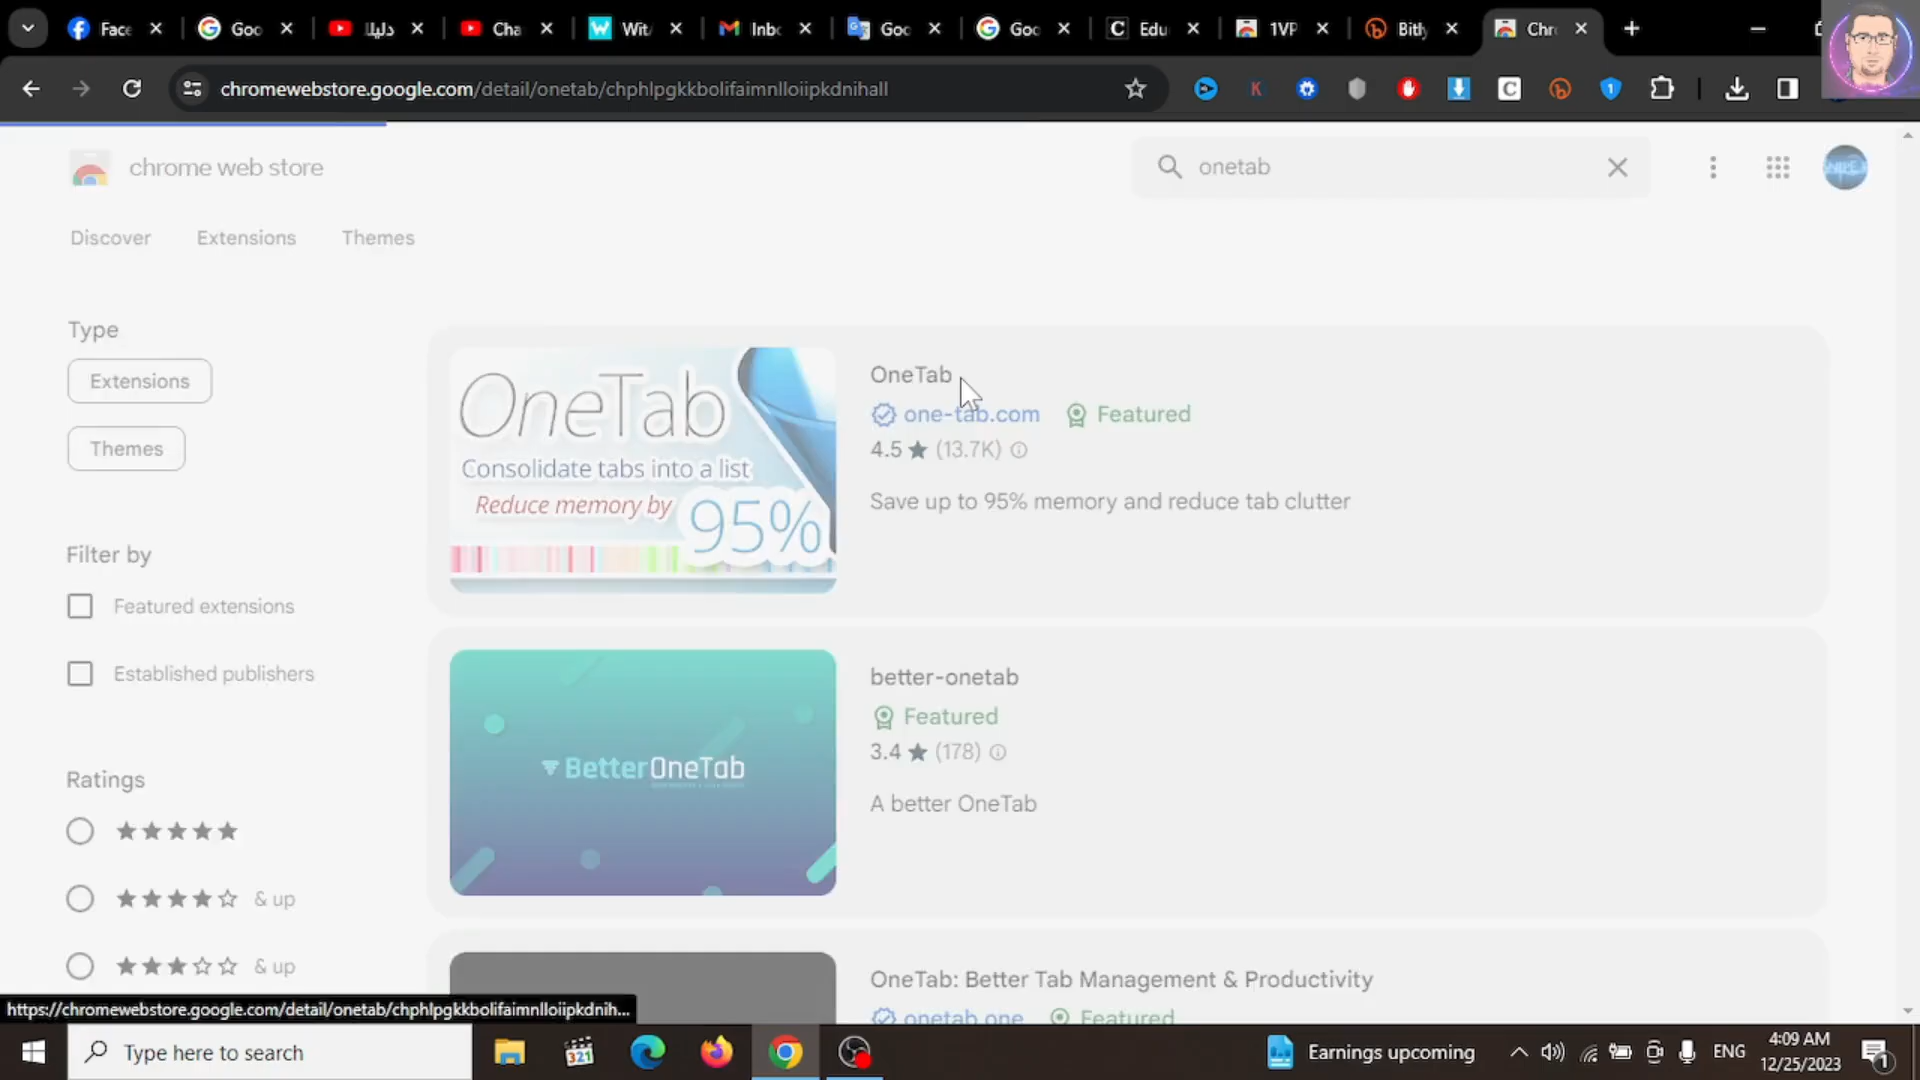 Face
Goo
دليلا
Cha
Wit
Inbo
Goo
Goo
Edu
1VP
Bitly
Chr
chromewebstore.google.com/detail/onetab/chphlpgkkbolifaimnlloiipkdnihall
chrome web store
onetab
Discover
Extensions
Themes
Type
Extensions
Themes
Filter by
Featured extensions
Established publishers
Ratings
& up
& up
OneTab
Consolidate tabs into a list
Reduce memory by 95%
OneTab
one-tab.com Featured
4.5 ★ (13.7K)
Save up to 95% memory and reduce tab clutter
BetterOneTab
better-onetab
Featured
3.4 ★ (178)
A better OneTab
OneTab: Better Tab Management & Productivity
onetab.one Featured
https://chromewebstore.google.com/detail/onetab/chphlpgkkbolifaimnlloiipkdnih...
Type here to search
Earnings upcoming
ENG
4:09 AM
12/25/2023
1